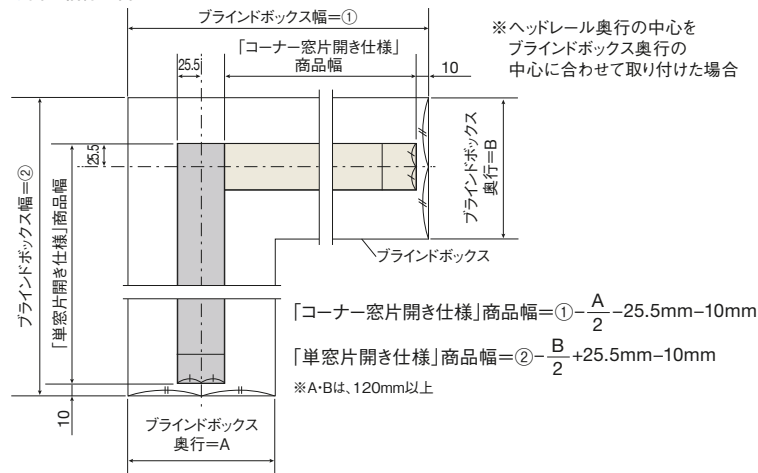 ブラインドボックス幅=①
「コーナー窓片開き仕様」
商品幅
25.5
10
※ヘッドレール奥行の中心を
ブラインドボックス奥行の
中心に合わせて取り付けた場合
25.5
ブラインドボックス幅=②
「単窓片開き仕様」商品幅
ブラインドボックス
奥行=B
ブラインドボックス
「コーナー窓片開き仕様」商品幅=①−A/2−25.5mm−10mm
「単窓片開き仕様」商品幅=②−B/2+25.5mm−10mm
※A・Bは、120mm以上
10
ブラインドボックス
奥行=A